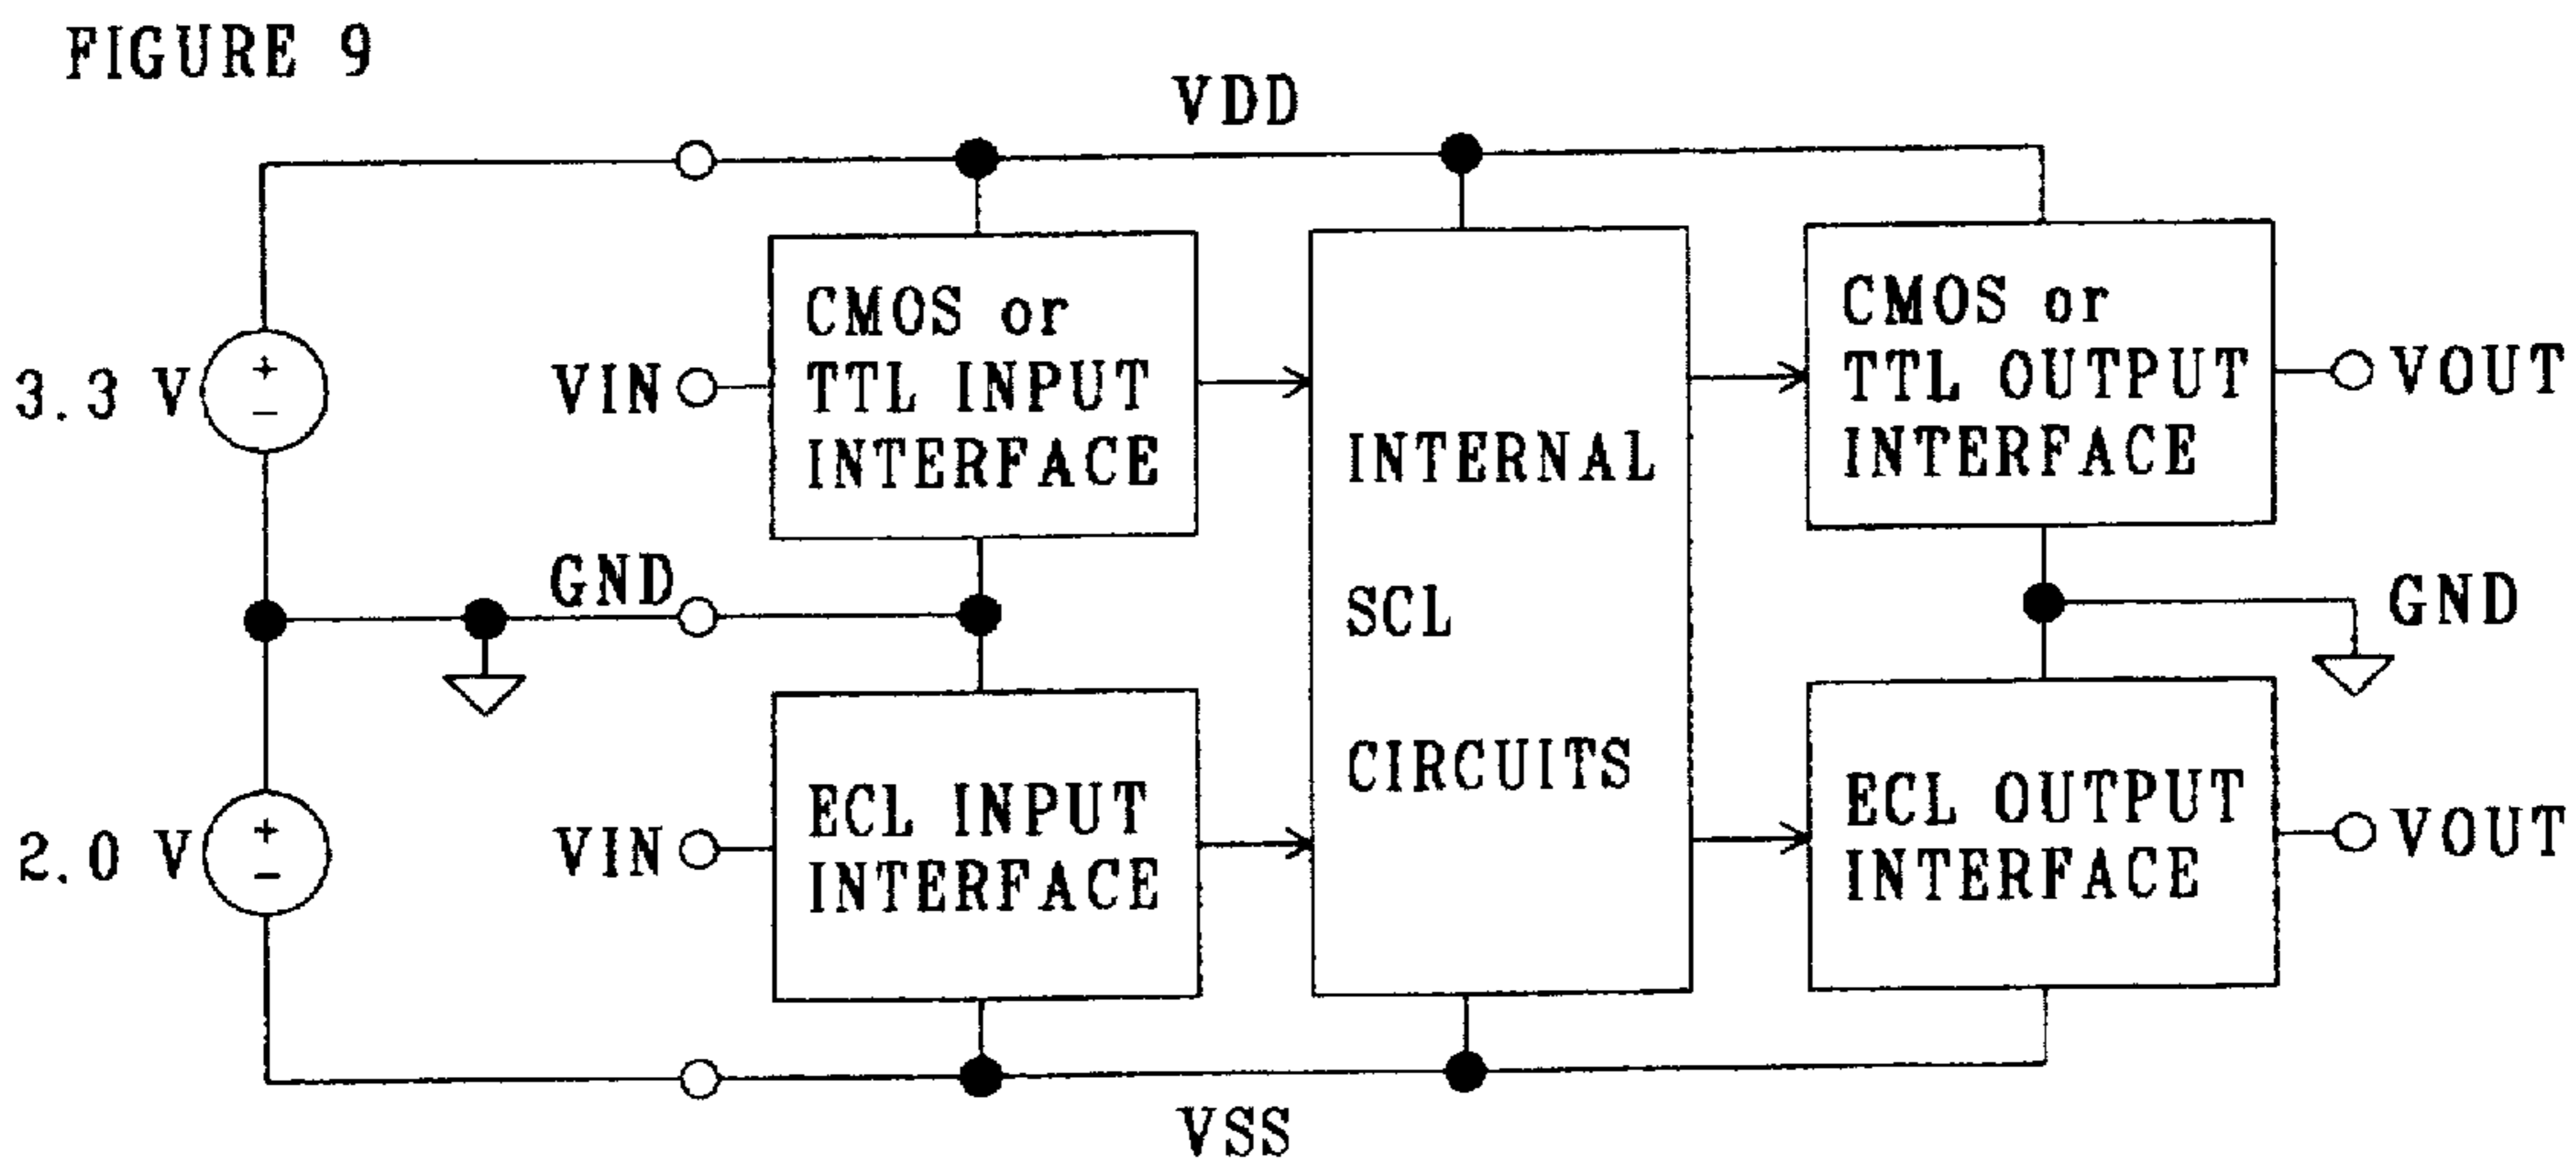 FIGURE 9
VDD
3.3 V
+
−
VIN
CMOS or
TTL INPUT
INTERFACE
INTERNAL
SCL
CIRCUITS
CMOS or
TTL OUTPUT
INTERFACE
VOUT
GND
GND
2.0 V
+
−
VIN
ECL INPUT
INTERFACE
ECL OUTPUT
INTERFACE
VOUT
VSS